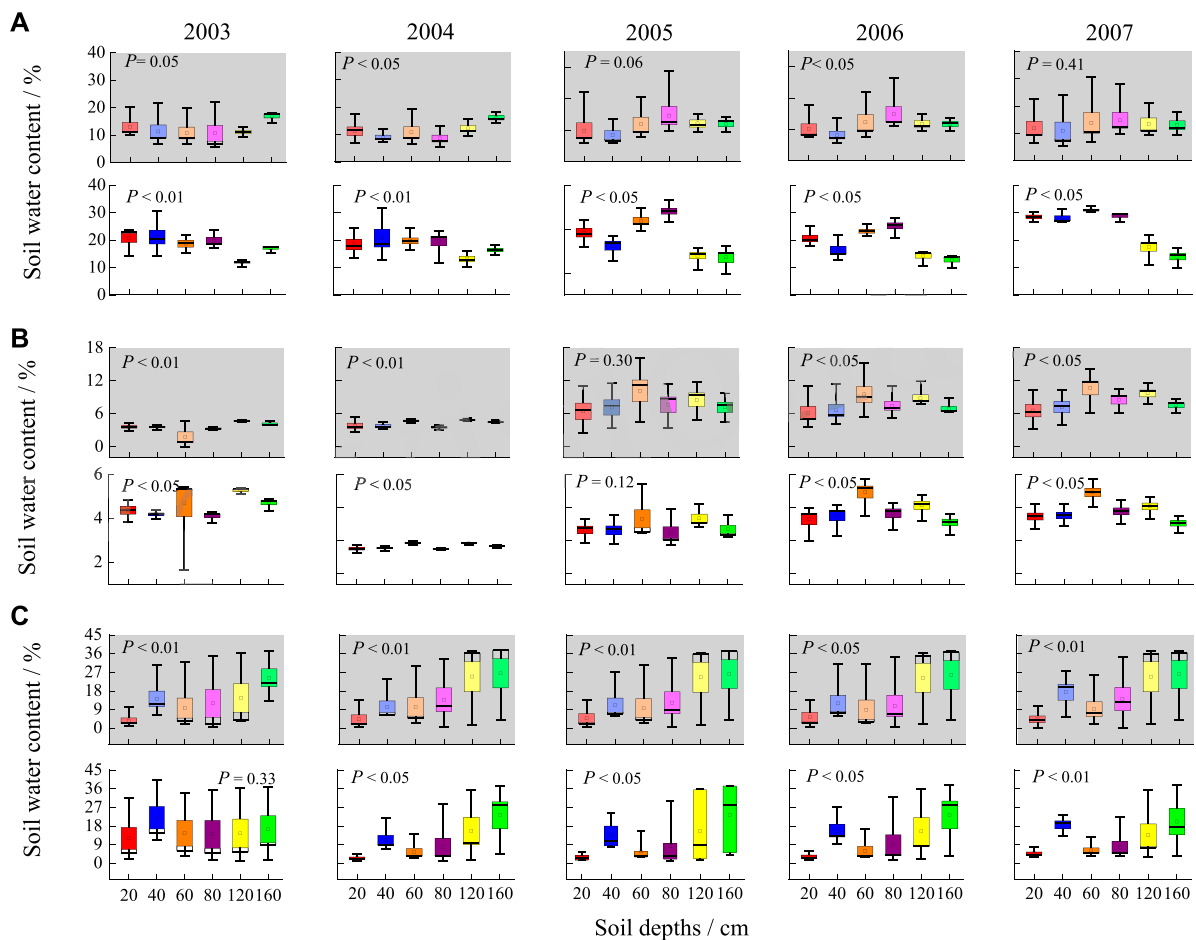 A
2003 2004 2005 2006 2007
Soil water content / %
40
30
20
10
0
P= 0.05 P < 0.05 P = 0.06 P< 0.05 P = 0.41
40
30
20
10
0
P < 0.01 P < 0.01 P < 0.05 P < 0.05 P < 0.05
B
Soil water content / %
18
12
6
0
P < 0.01 P < 0.01 P = 0.30 P < 0.05 P < 0.05
6
4
2
P < 0.05 P < 0.05 P = 0.12 P < 0.05 P < 0.05
C
Soil water content / %
45
36
27
18
9
0
P < 0.01 P < 0.01 P < 0.01 P < 0.05 P < 0.01
45
36
27
18
9
0
P = 0.33 P < 0.05 P < 0.05 P < 0.05 P < 0.01
20 40 60 80 120 160 20 40 60 80 120 160 20 40 60 80 120 160 20 40 60 80 120 160 20 40 60 80 120 160
Soil depths / cm